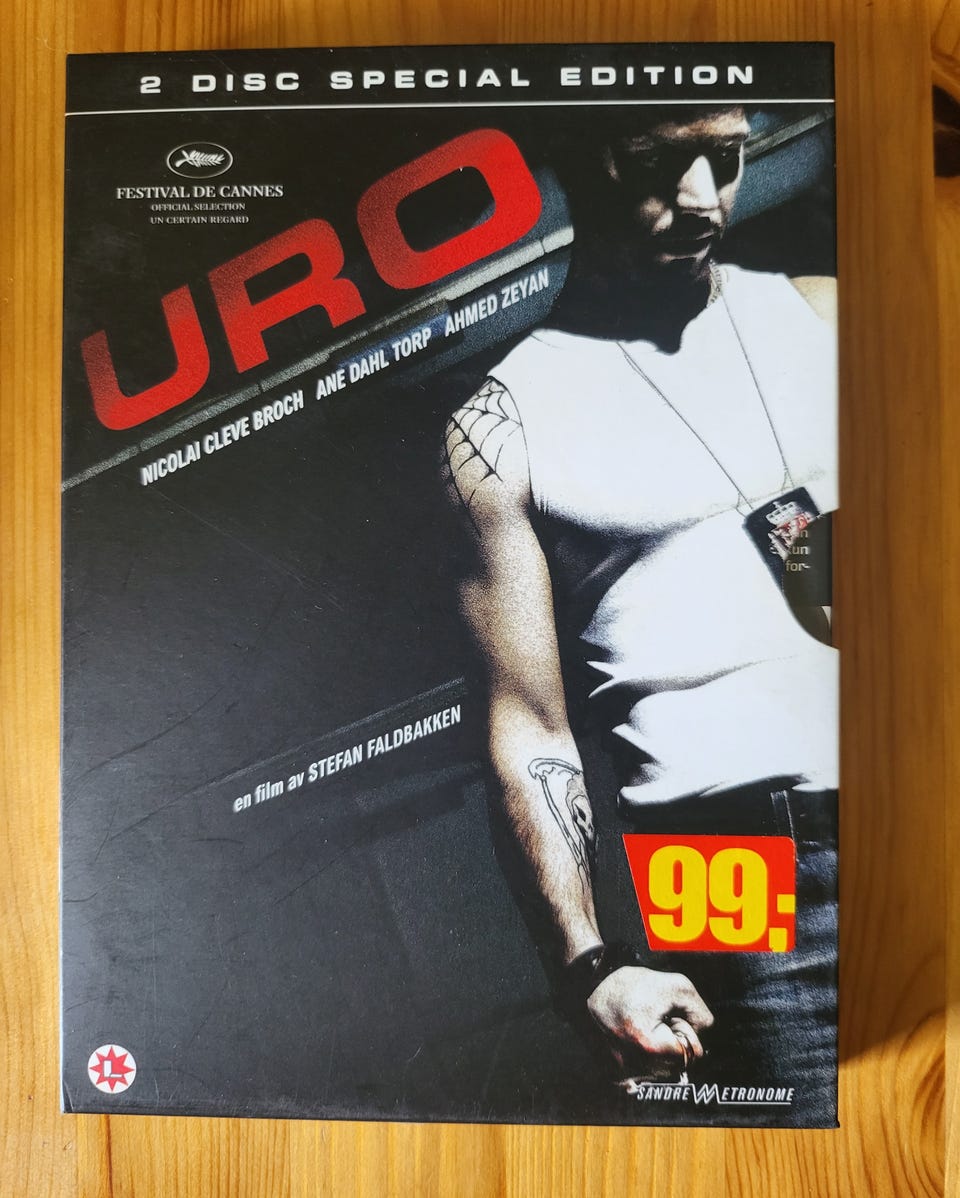 2 DISC SPECIAL EDITION
FESTIVAL DE CANNES
OFFICIAL SELECTION
UN CERTAIN REGARD
URO
NICOLAI CLEVE BROCH ANE DAHL TORP AHMED ZEYAN
for-
en film av STEFAN FALDBAKKEN
99,-
L
SANDREW METRONOME